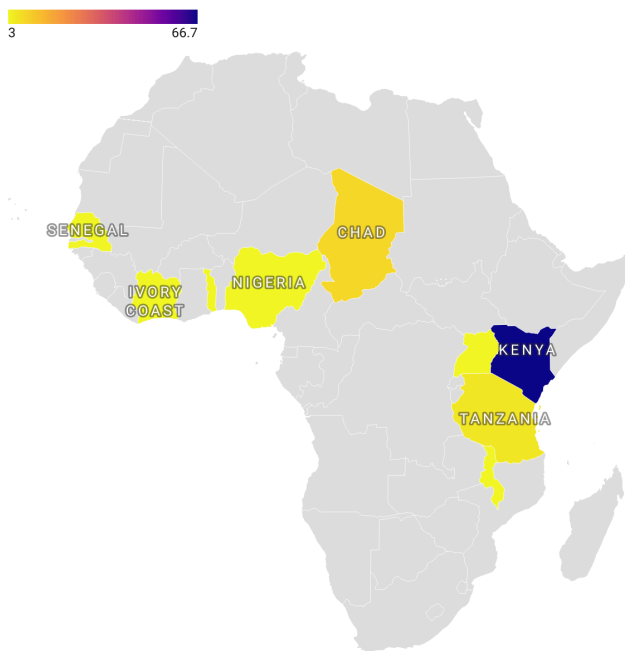 3
66.7
SENEGAL
CHAD
NIGERIA
IVORY
COAST
KENYA
TANZANIA